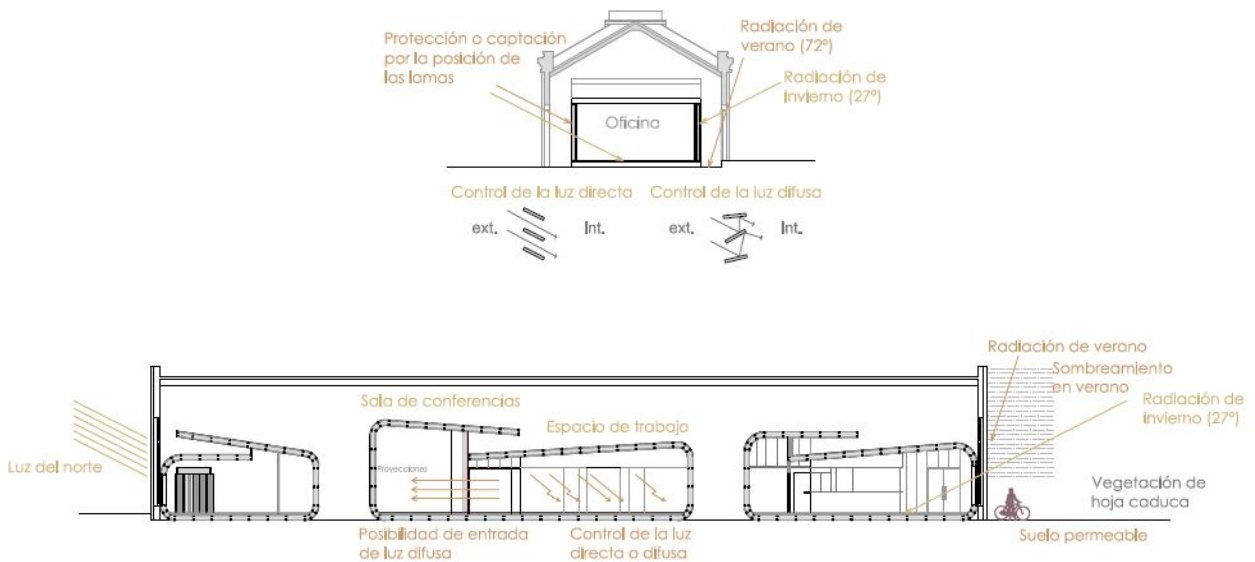 Protección o captación
por la posición de
las lamas
Radiación de
verano (72º)
Radiación de
invierno (27º)
Oficina
Control de la luz directa
Control de la luz difusa
ext.
Int.
ext.
Int.
Radiación de verano
Sombreamiento
en verano
Radiación de
invierno (27º)
Sala de conferencias
Espacio de trabajo
Luz del norte
Proyecciones
Vegetación de
hoja caduca
Posibilidad de entrada
de luz difusa
Control de la luz
directa o difusa
Suelo permeable